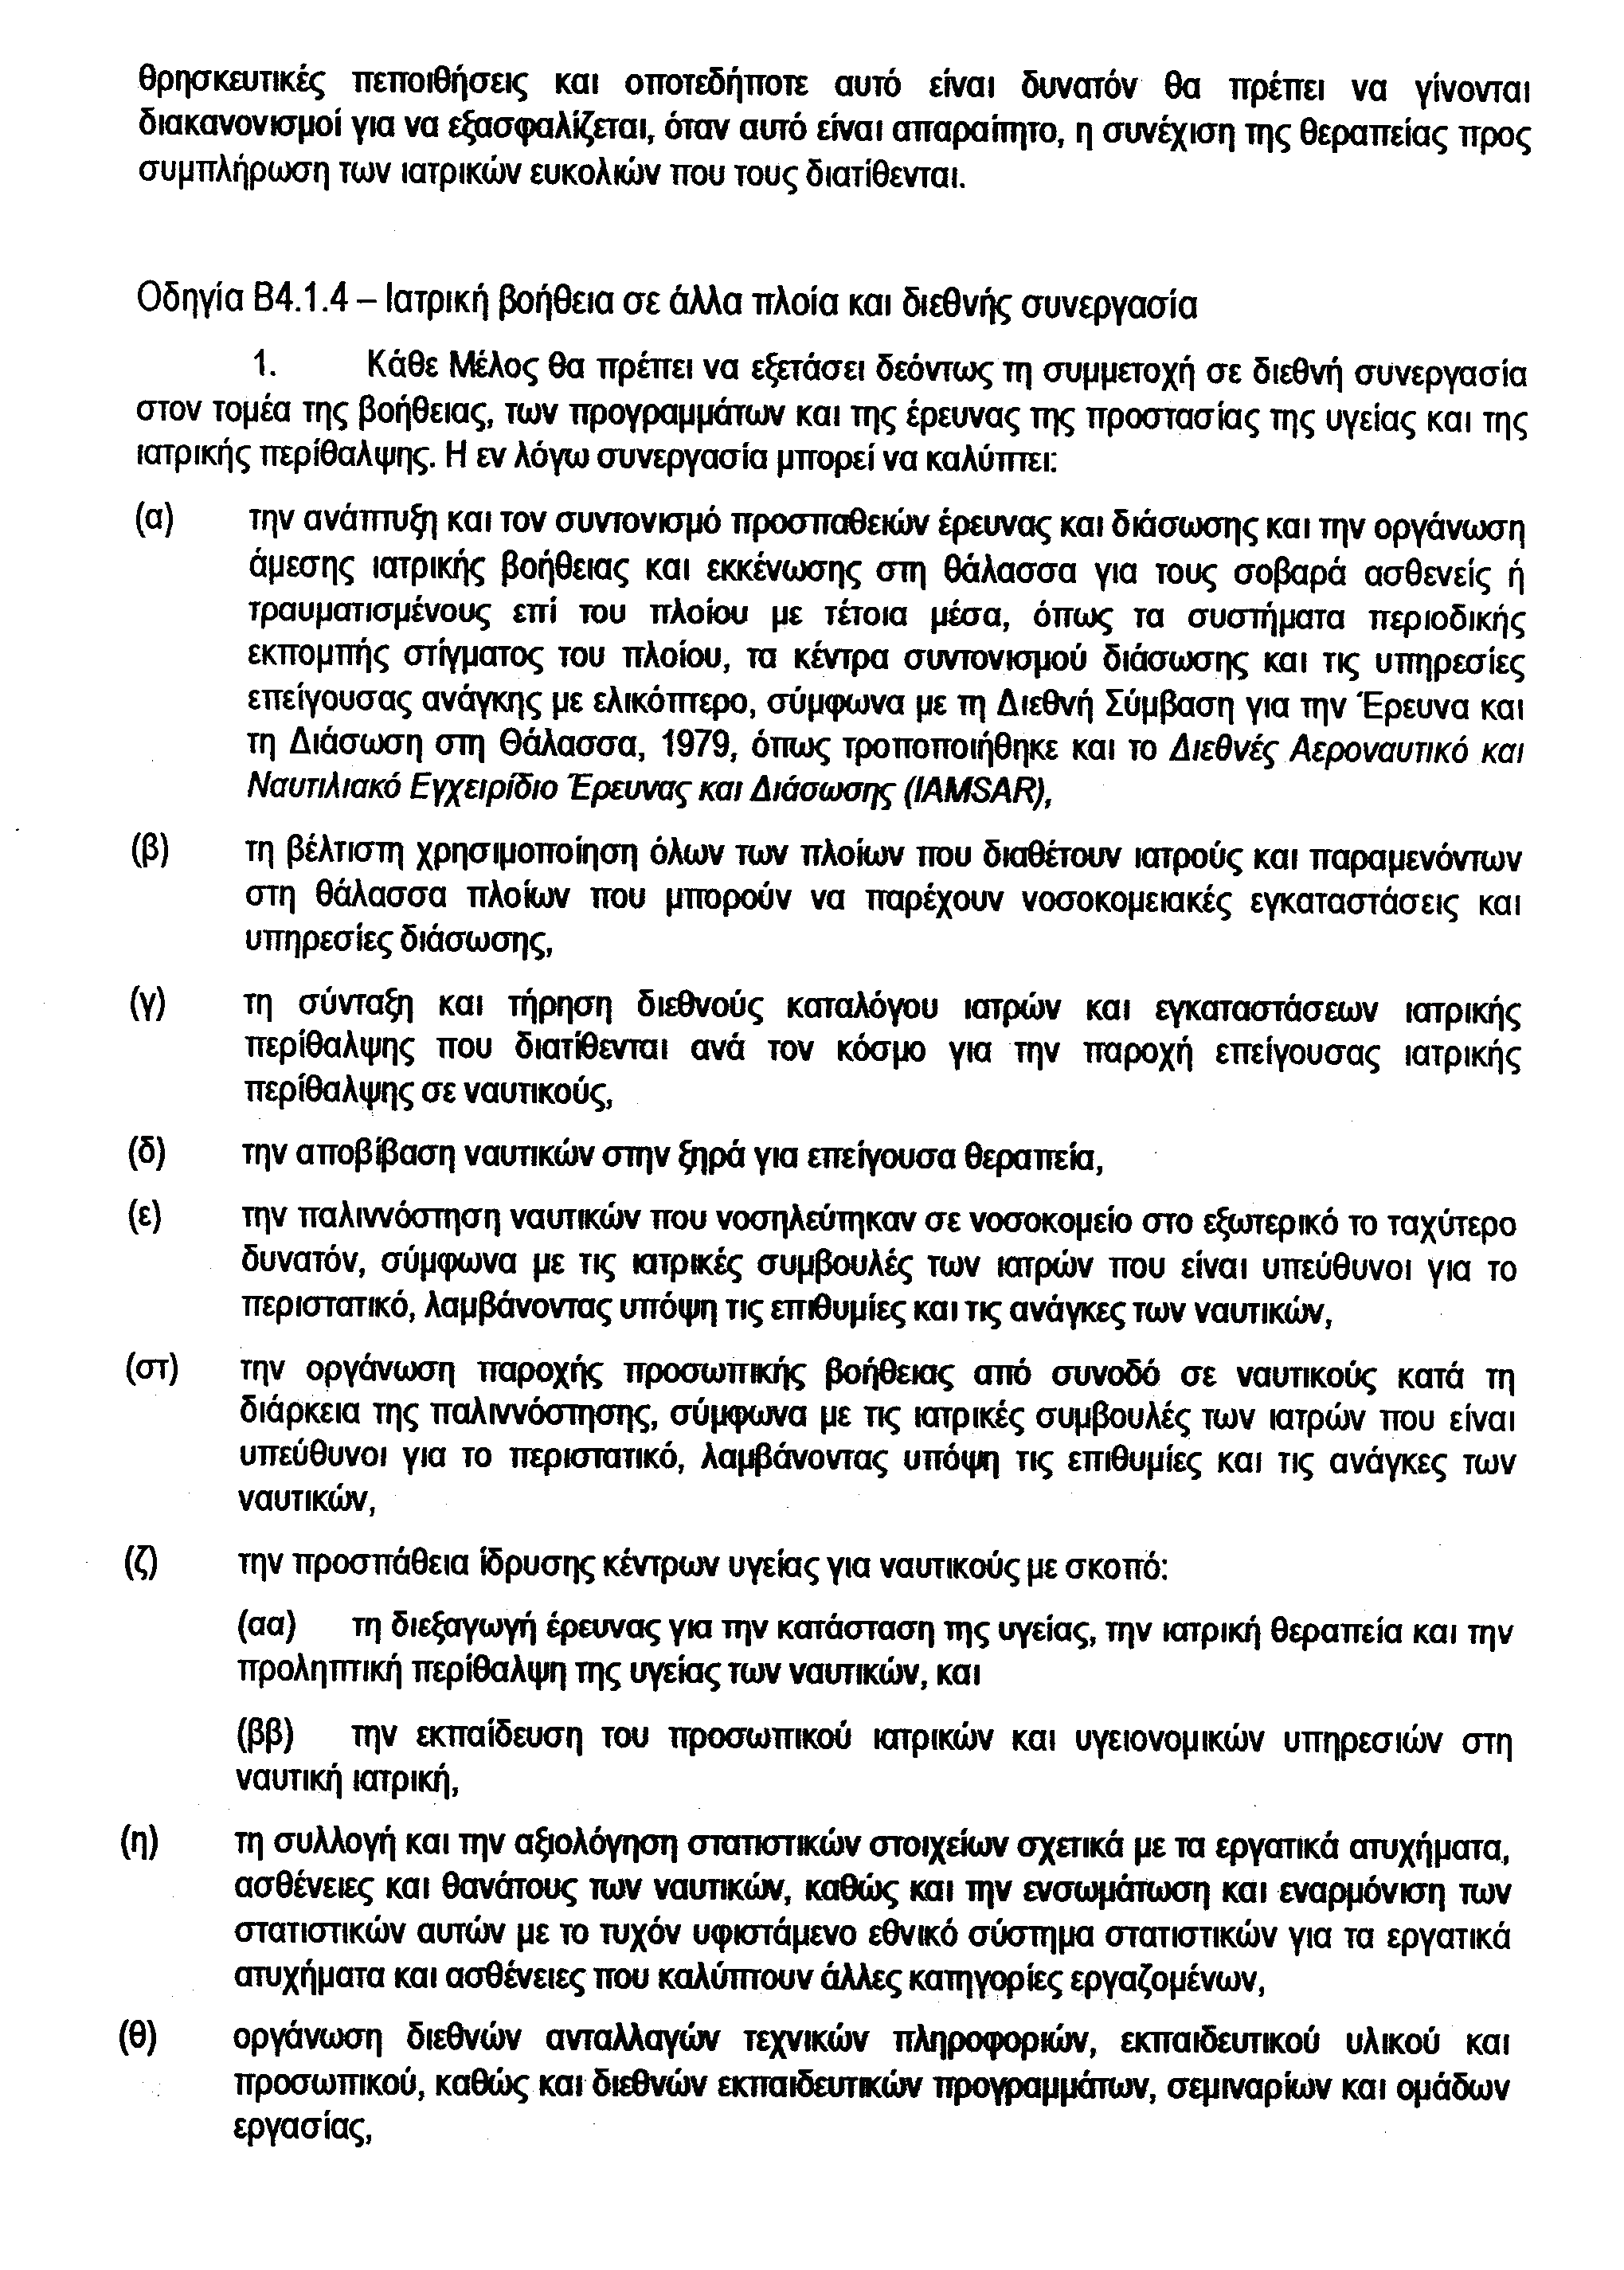 θρησκευτικές πεποιθήσεις και οποτεδήποτε αυτό είναι δυνατόν θα πρέπει να γίνονται
διακανονισμοί για να εξασφαλίζεται, όταν αυτό είναι απαραίτητο, η συνέχιση της θεραπείας προς
συμπλήρωση των ιατρικών ευκολιών που τους διατίθενται.
Οδηγία Β4.1.4 – Ιατρική βοήθεια σε άλλα πλοία και διεθνής συνεργασία
1. Κάθε Μέλος θα πρέπει να εξετάσει δεόντως τη συμμετοχή σε διεθνή συνεργασία
στον τομέα της βοήθειας, των προγραμμάτων και της έρευνας της προστασίας της υγείας και της
ιατρικής περίθαλψης. Η εν λόγω συνεργασία μπορεί να καλύπτει:
(α) την ανάπτυξη και τον συντονισμό προσπαθειών έρευνας και διάσωσης και την οργάνωση
άμεσης ιατρικής βοήθειας και εκκένωσης στη θάλασσα για τους σοβαρά ασθενείς ή
τραυματισμένους επί του πλοίου με τέτοια μέσα, όπως τα συστήματα περιοδικής
εκπομπής στίγματος του πλοίου, τα κέντρα συντονισμού διάσωσης και τις υπηρεσίες
επείγουσας ανάγκης με ελικόπτερο, σύμφωνα με τη Διεθνή Σύμβαση για την Έρευνα και
τη Διάσωση στη Θάλασσα, 1979, όπως τροποποιήθηκε και το Διεθνές Αεροναυτικό και
Ναυτιλιακό Εγχειρίδιο Έρευνας και Διάσωσης (IAMSAR),
(β) τη βέλτιστη χρησιμοποίηση όλων των πλοίων που διαθέτουν ιατρούς και παραμενόντων
στη θάλασσα πλοίων που μπορούν να παρέχουν νοσοκομειακές εγκαταστάσεις και
υπηρεσίες διάσωσης,
(γ) τη σύνταξη και τήρηση διεθνούς καταλόγου ιατρών και εγκαταστάσεων ιατρικής
περίθαλψης που διατίθενται ανά τον κόσμο για την παροχή επείγουσας ιατρικής
περίθαλψης σε ναυτικούς,
(δ) την αποβίβαση ναυτικών στην ξηρά για επείγουσα θεραπεία,
(ε) την παλιννόστηση ναυτικών που νοσηλεύτηκαν σε νοσοκομείο στο εξωτερικό το ταχύτερο
δυνατόν, σύμφωνα με τις ιατρικές συμβουλές των ιατρών που είναι υπεύθυνοι για το
περιστατικό, λαμβάνοντας υπόψη τις επιθυμίες και τις ανάγκες των ναυτικών,
(στ) την οργάνωση παροχής προσωπικής βοήθειας από συνοδό σε ναυτικούς κατά τη
διάρκεια της παλιννόστησης, σύμφωνα με τις ιατρικές συμβουλές των ιατρών που είναι
υπεύθυνοι για το περιστατικό, λαμβάνοντας υπόψη τις επιθυμίες και τις ανάγκες των
ναυτικών,
(ζ) την προσπάθεια ίδρυσης κέντρων υγείας για ναυτικούς με σκοπό:
(αα) τη διεξαγωγή έρευνας για την κατάσταση της υγείας, την ιατρική θεραπεία και την
προληπτική περίθαλψη της υγείας των ναυτικών, και
(ββ) την εκπαίδευση του προσωπικού ιατρικών και υγειονομικών υπηρεσιών στη
ναυτική ιατρική,
(η) τη συλλογή και την αξιολόγηση στατιστικών στοιχείων σχετικά με τα εργατικά ατυχήματα,
ασθένειες και θανάτους των ναυτικών, καθώς και την ενσωμάτωση και εναρμόνιση των
στατιστικών αυτών με το τυχόν υφιστάμενο εθνικό σύστημα στατιστικών για τα εργατικά
ατυχήματα και ασθένειες που καλύπτουν άλλες κατηγορίες εργαζομένων,
(θ) οργάνωση διεθνών ανταλλαγών τεχνικών πληροφοριών, εκπαιδευτικού υλικού και
προσωπικού, καθώς και διεθνών εκπαιδευτικών προγραμμάτων, σεμιναρίων και ομάδων
εργασίας,